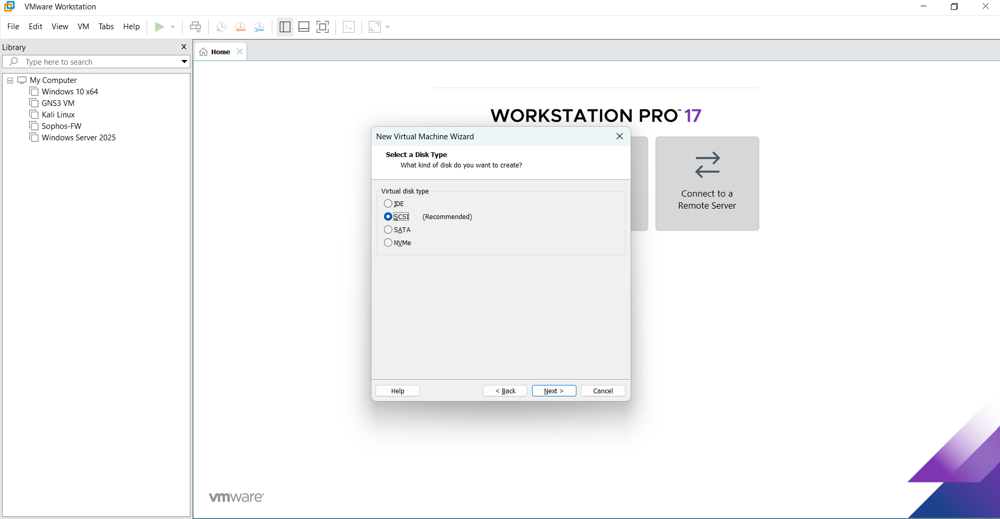 VMware Workstation
File Edit View VM Tabs Help
Library
Type here to search
My Computer
Windows 10 x64
GNS3 VM
Kali Linux
Sophos-FW
Windows Server 2025
Home
WORKSTATION PRO™ 17
New Virtual Machine Wizard
Select a Disk Type
What kind of disk do you want to create?
Virtual disk type
IDE
SCSI (Recommended)
SATA
NVMe
Help < Back Next > Cancel
Connect to a
Remote Server
vmware®